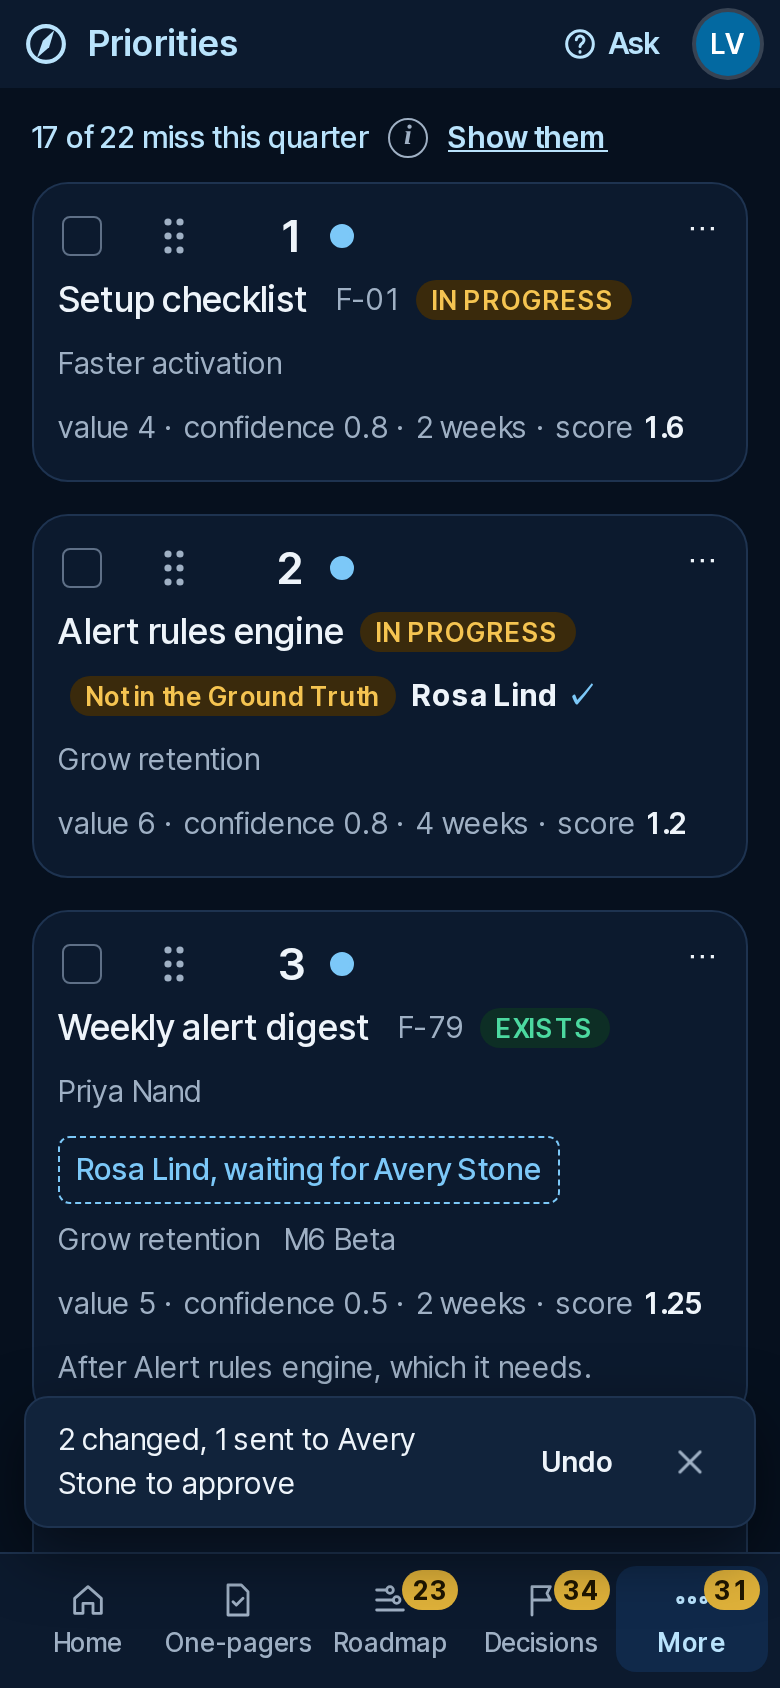 Priorities
Ask
LV
17 of 22 miss this quarter i Show them
1 ...
Setup checklist F-01 IN PROGRESS
Faster activation
value 4 · confidence 0.8 · 2 weeks · score 1.6
2 ...
Alert rules engine IN PROGRESS
Not in the Ground Truth Rosa Lind ✓
Grow retention
value 6 · confidence 0.8 · 4 weeks · score 1.2
3 ...
Weekly alert digest F-79 EXISTS
Priya Nand
Rosa Lind, waiting for Avery Stone
Grow retention M6 Beta
value 5 · confidence 0.5 · 2 weeks · score 1.25
After Alert rules engine, which it needs.
2 changed, 1 sent to Avery
Stone to approve
Undo
23 34 31
Home One-pagers Roadmap Decisions More